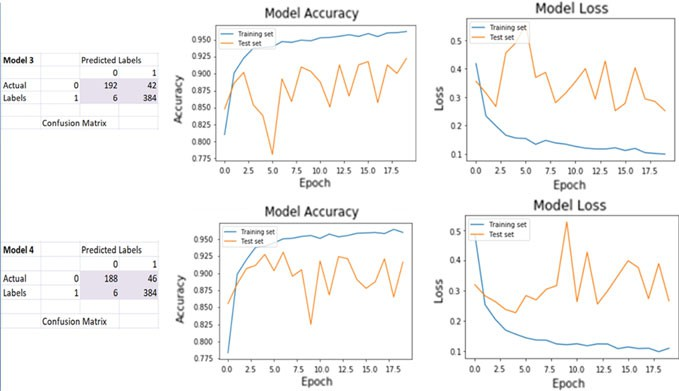 Model Accuracy
Model Loss
Model 3 Predicted Labels
0 1
Actual 0 192 42
Labels 1 6 384
Confusion Matrix
Training set
Test set
0.950
0.925
0.900
0.875
0.850
0.825
0.800
0.775
Accuracy
0.0 2.5 5.0 7.5 10.0 12.5 15.0 17.5
Epoch
Training set
Test set
0.5
0.4
0.3
0.2
0.1
Loss
0.0 2.5 5.0 7.5 10.0 12.5 15.0 17.5
Epoch
Model Accuracy
Model Loss
Model 4 Predicted Labels
0 1
Actual 0 188 46
Labels 1 6 384
Confusion Matrix
Training set
Test set
0.950
0.925
0.900
0.875
0.850
0.825
0.800
0.775
Accuracy
0.0 2.5 5.0 7.5 10.0 12.5 15.0 17.5
Epoch
Training set
Test set
0.5
0.4
0.3
0.2
0.1
Loss
0.0 2.5 5.0 7.5 10.0 12.5 15.0 17.5
Epoch